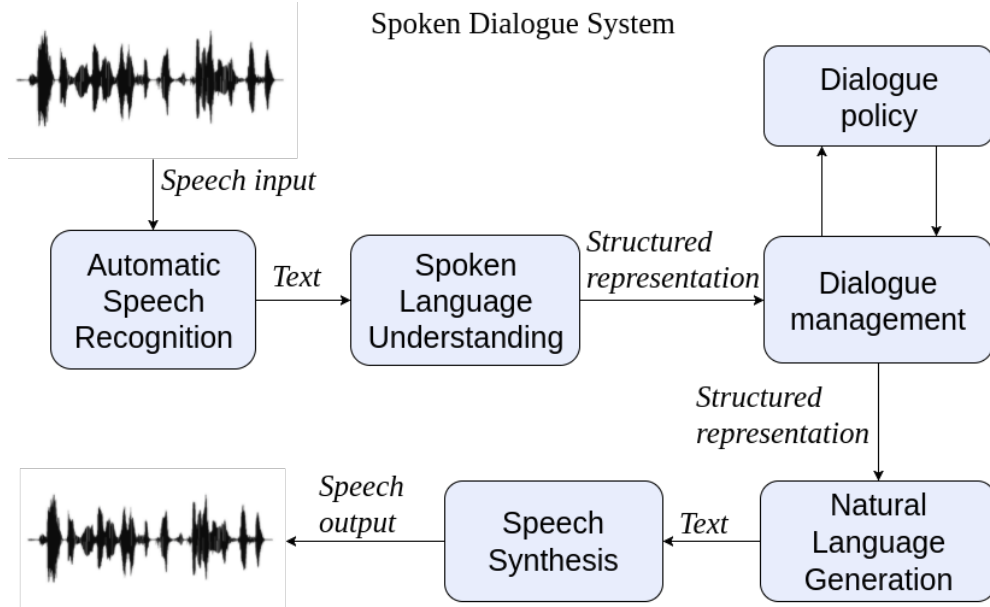 Spoken Dialogue System
Dialogue
policy
Speech input
Automatic
Speech
Recognition
Text
Spoken
Language
Understanding
Structured
representation
Dialogue
management
Structured
representation
Natural
Language
Generation
Text
Speech
Synthesis
Speech
output